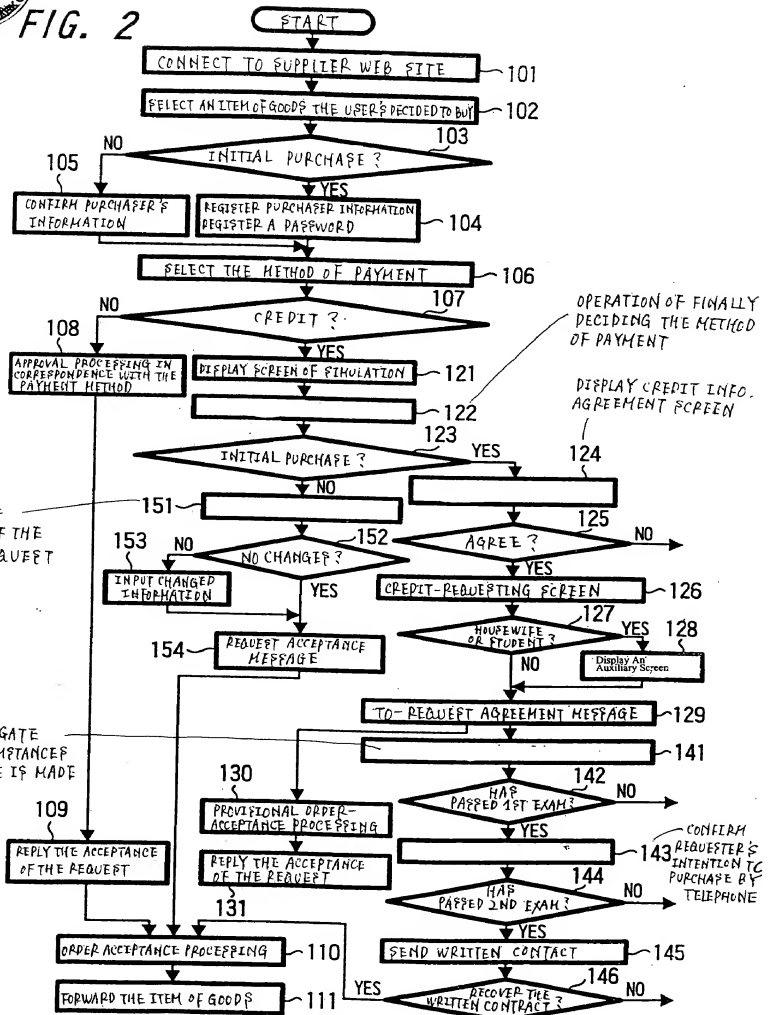 FIG. 2
START
CONNECT TO SUPPLIER WEB SITE
101
SELECT AN ITEM OF GOODS THE USER'S DECIDED TO BUY
102
103
INITIAL PURCHASE?
NO
YES
105
CONFIRM PURCHASER'S
INFORMATION
REGISTER PURCHASER INFORMATION
REGISTER A PASSWORD
104
SELECT THE METHOD OF PAYMENT
106
107
CREDIT?
NO
YES
OPERATION OF FINALLY
DECIDING THE METHOD
OF PAYMENT
108
APPROVAL PROCESSING IN
CORRESPONDENCE WITH THE
PAYMENT METHOD
DISPLAY SCREEN OF SIMULATION
121
122
DISPLAY CREDIT INFO.
AGREEMENT SCREEN
123
INITIAL PURCHASE?
YES
NO
124
151
F THE
QUEST
125
AGREE?
NO
YES
152
NO CHANGES?
NO
YES
153
INPUT CHANGED
INFORMATION
CREDIT-REQUESTING SCREEN
126
127
HOUSEWIFE
OR STUDENT?
YES
NO
128
Display An
Auxiliary Screen
154
REQUEST ACCEPTANCE
MESSAGE
TO-REQUEST AGREEMENT MESSAGE
129
GATE
MSTANCES
E IS MADE
141
130
PROVISIONAL ORDER-
ACCEPTANCE PROCESSING
142
HAS
PASSED 1ST EXAM?
NO
YES
109
REPLY THE ACCEPTANCE
OF THE REQUEST
REPLY THE ACCEPTANCE
OF THE REQUEST
131
143
CONFIRM
REQUESTER'S
INTENTION TO
PURCHASE BY
TELEPHONE
144
HAS
PASSED 2ND EXAM?
NO
YES
ORDER ACCEPTANCE PROCESSING
110
SEND WRITTEN CONTACT
145
FORWARD THE ITEM OF GOODS
111
146
YES
RECOVER THE
WRITTEN CONTRACT?
NO